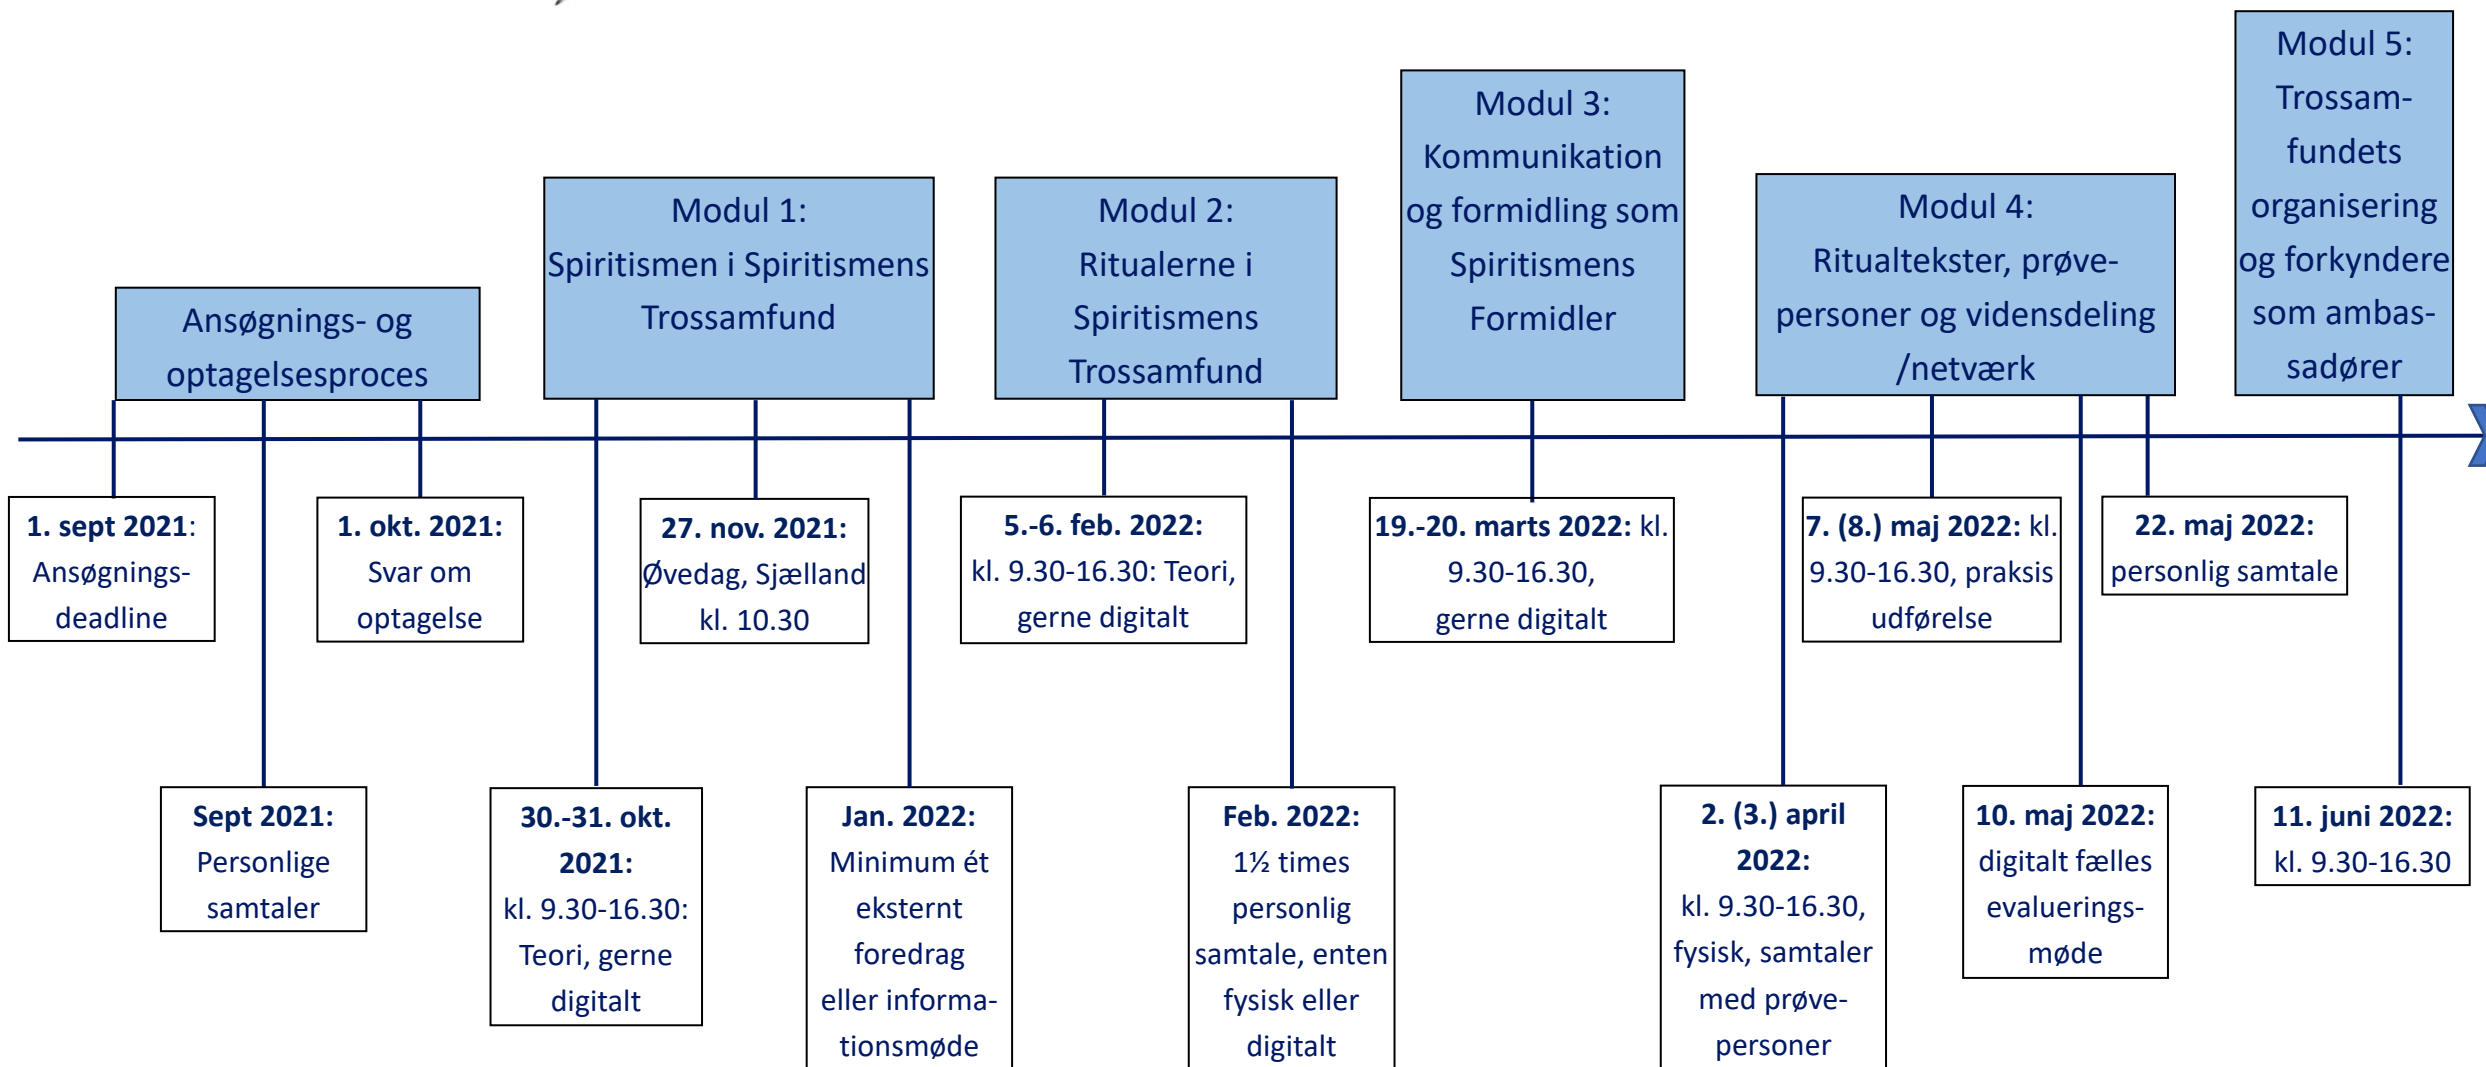 Ansøgnings- og
optagelsesproces
Modul 1:
Spiritismen i Spiritismens
Trossamfund
Modul 2:
Ritualerne i
Spiritismens
Trossamfund
Modul 3:
Kommunikation
og formidling som
Spiritismens
Formidler
Modul 4:
Ritualtekster, prøve-
personer og vidensdeling
/netværk
Modul 5:
Trossam-
fundets
organisering
og forkyndere
som ambas-
sadører
1. sept 2021:
Ansøgnings-
deadline
1. okt. 2021:
Svar om
optagelse
27. nov. 2021:
Øvedag, Sjælland
kl. 10.30
5.-6. feb. 2022:
kl. 9.30-16.30: Teori,
gerne digitalt
19.-20. marts 2022: kl.
9.30-16.30,
gerne digitalt
7. (8.) maj 2022: kl.
9.30-16.30, praksis
udførelse
22. maj 2022:
personlig samtale
Sept 2021:
Personlige
samtaler
30.-31. okt.
2021:
kl. 9.30-16.30:
Teori, gerne
digitalt
Jan. 2022:
Minimum ét
eksternt
foredrag
eller informa-
tionsmøde
Feb. 2022:
1½ times
personlig
samtale, enten
fysisk eller
digitalt
2. (3.) april
2022:
kl. 9.30-16.30,
fysisk, samtaler
med prøve-
personer
10. maj 2022:
digitalt fælles
evaluerings-
møde
11. juni 2022:
kl. 9.30-16.30